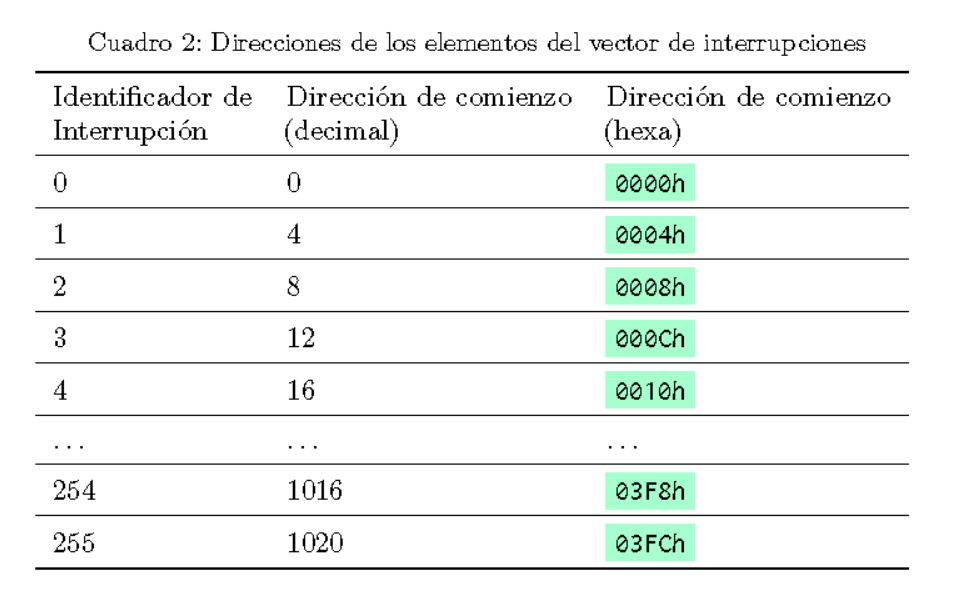 Cuadro 2: Direcciones de los elementos del vector de interrupciones
Identificador de Dirección de comienzo Dirección de comienzo
Interrupción (decimal) (hexa)
0 0 0000h
1 4 0004h
2 8 0008h
3 12 000Ch
4 16 0010h
... ... ...
254 1016 03F8h
255 1020 03FCh